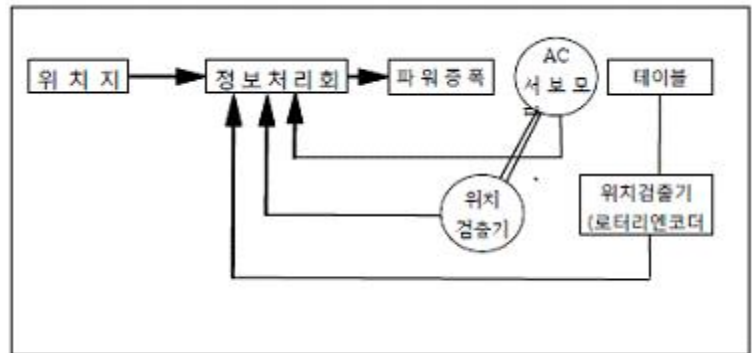 위 치 지
정 보 처 리 회
파 워 증 폭
AC
서 보 모
테이블
위치
검출기
위치검출기
(로터리엔코더